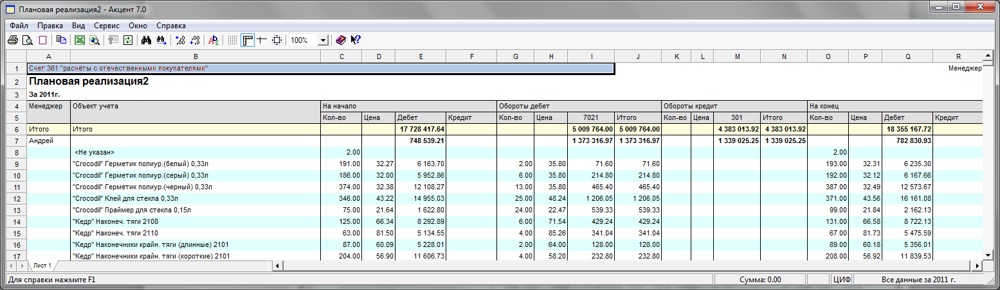 Плановая реализация2 - Акцент 7.0
Файл Правка Вид Сервис Окно Справка
100%
A B C D E F G H I J K L M N O P Q R
1 Счет 361 "расчёты с отечественными покупателями" Менеджер
2 Плановая реализация2
3 За 2011г.
4 Менеджер Объект учета На начало Обороты дебет Обороты кредит На конец
5 Кол-во Цена Дебет Кредит Кол-во Цена 7021 Итого Кол-во Цена 301 Итого Кол-во Цена Дебет Кредит
6 Итого Итого 17 728 417.64 5 009 764.00 5 009 764.00 4 383 013.92 4 383 013.92 18 355 167.72
7 Андрей 748 539.21 1 373 316.97 1 373 316.97 1 339 025.25 1 339 025.25 782 830.93
8 <Не указан> 2.00 2.00
9 "Crocodil" Герметик полиур.(белый) 0,33л 191.00 32.27 6 163.70 2.00 35.80 71.60 71.60 193.00 32.31 6 235.30
10 "Crocodil" Герметик полиур.(серый) 0,33л 186.00 32.00 5 952.86 6.00 35.80 214.80 214.80 192.00 32.12 6 167.66
11 "Crocodil" Герметик полиур.(черный) 0,33л 374.00 32.38 12 108.27 13.00 35.80 465.40 465.40 387.00 32.49 12 573.67
12 "Crocodil" Клей для стекла 0,33л 346.00 43.22 14 955.03 25.00 48.24 1 206.05 1 206.05 371.00 43.56 16 161.08
13 "Crocodil" Праймер для стекла 0,15л 75.00 21.64 1 622.80 24.00 22.47 539.33 539.33 99.00 21.84 2 162.13
14 "Кедр" Наконеч. тяги 2108 125.00 66.34 8 292.89 6.00 71.54 429.24 429.24 131.00 66.58 8 722.13
15 "Кедр" Наконеч. тяги 2110 63.00 81.50 5 134.55 4.00 85.26 341.04 341.04 67.00 81.73 5 475.59
16 "Кедр" Наконечники крайн. тяги (длинные) 2101 87.00 60.09 5 228.01 2.00 64.00 128.00 128.00 89.00 60.18 5 356.01
17 "Кедр" Наконечники крайн. тяги (короткие) 2101 204.00 56.90 11 606.73 4.00 58.20 232.80 232.80 208.00 56.92 11 839.53
Лист 1
Для справки нажмите F1 Сумма: 0.00 ЦИФ Все данные за 2011 г.